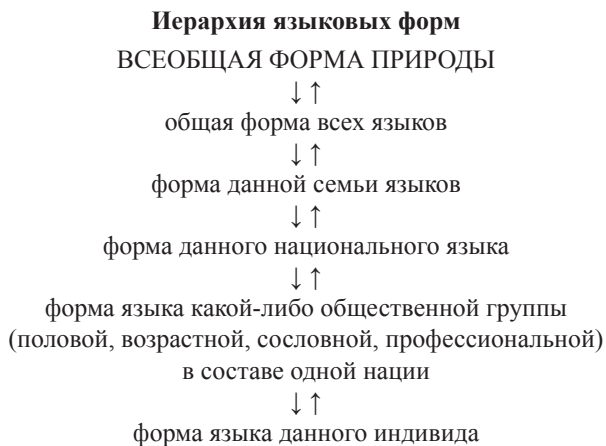 Иерархия языковых форм
ВСЕОБЩАЯ ФОРМА ПРИРОДЫ
↓ ↑
общая форма всех языков
↓ ↑
форма данной семьи языков
↓ ↑
форма данного национального языка
↓ ↑
форма языка какой-либо общественной группы
(половой, возрастной, сословной, профессиональной)
в составе одной нации
↓ ↑
форма языка данного индивида